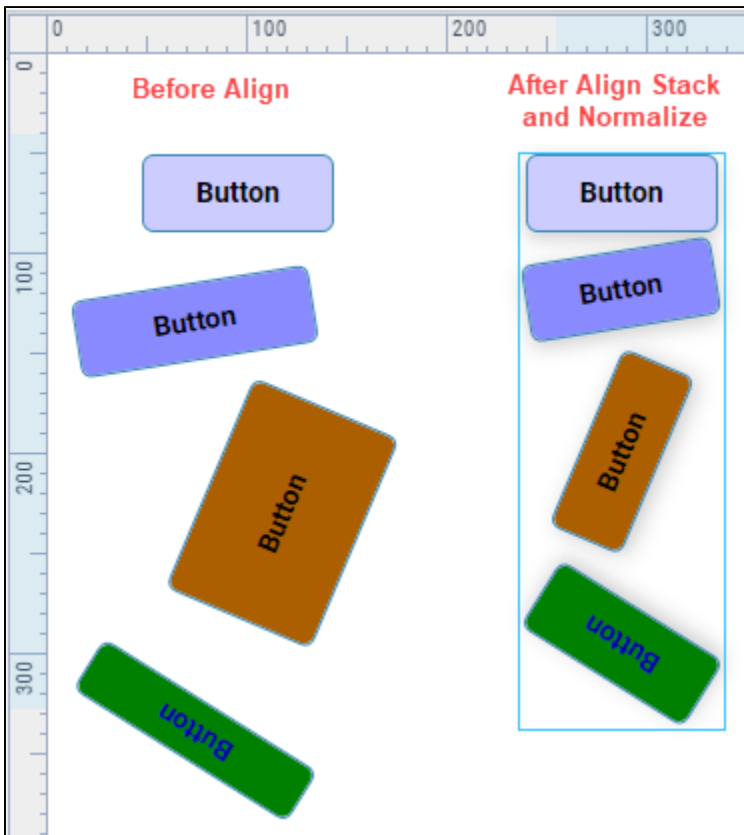 0 100 200 300
0
Before Align
After Align Stack
and Normalize
Button
Button
100
Button
Button
200
Button
Button
300
Button
Button